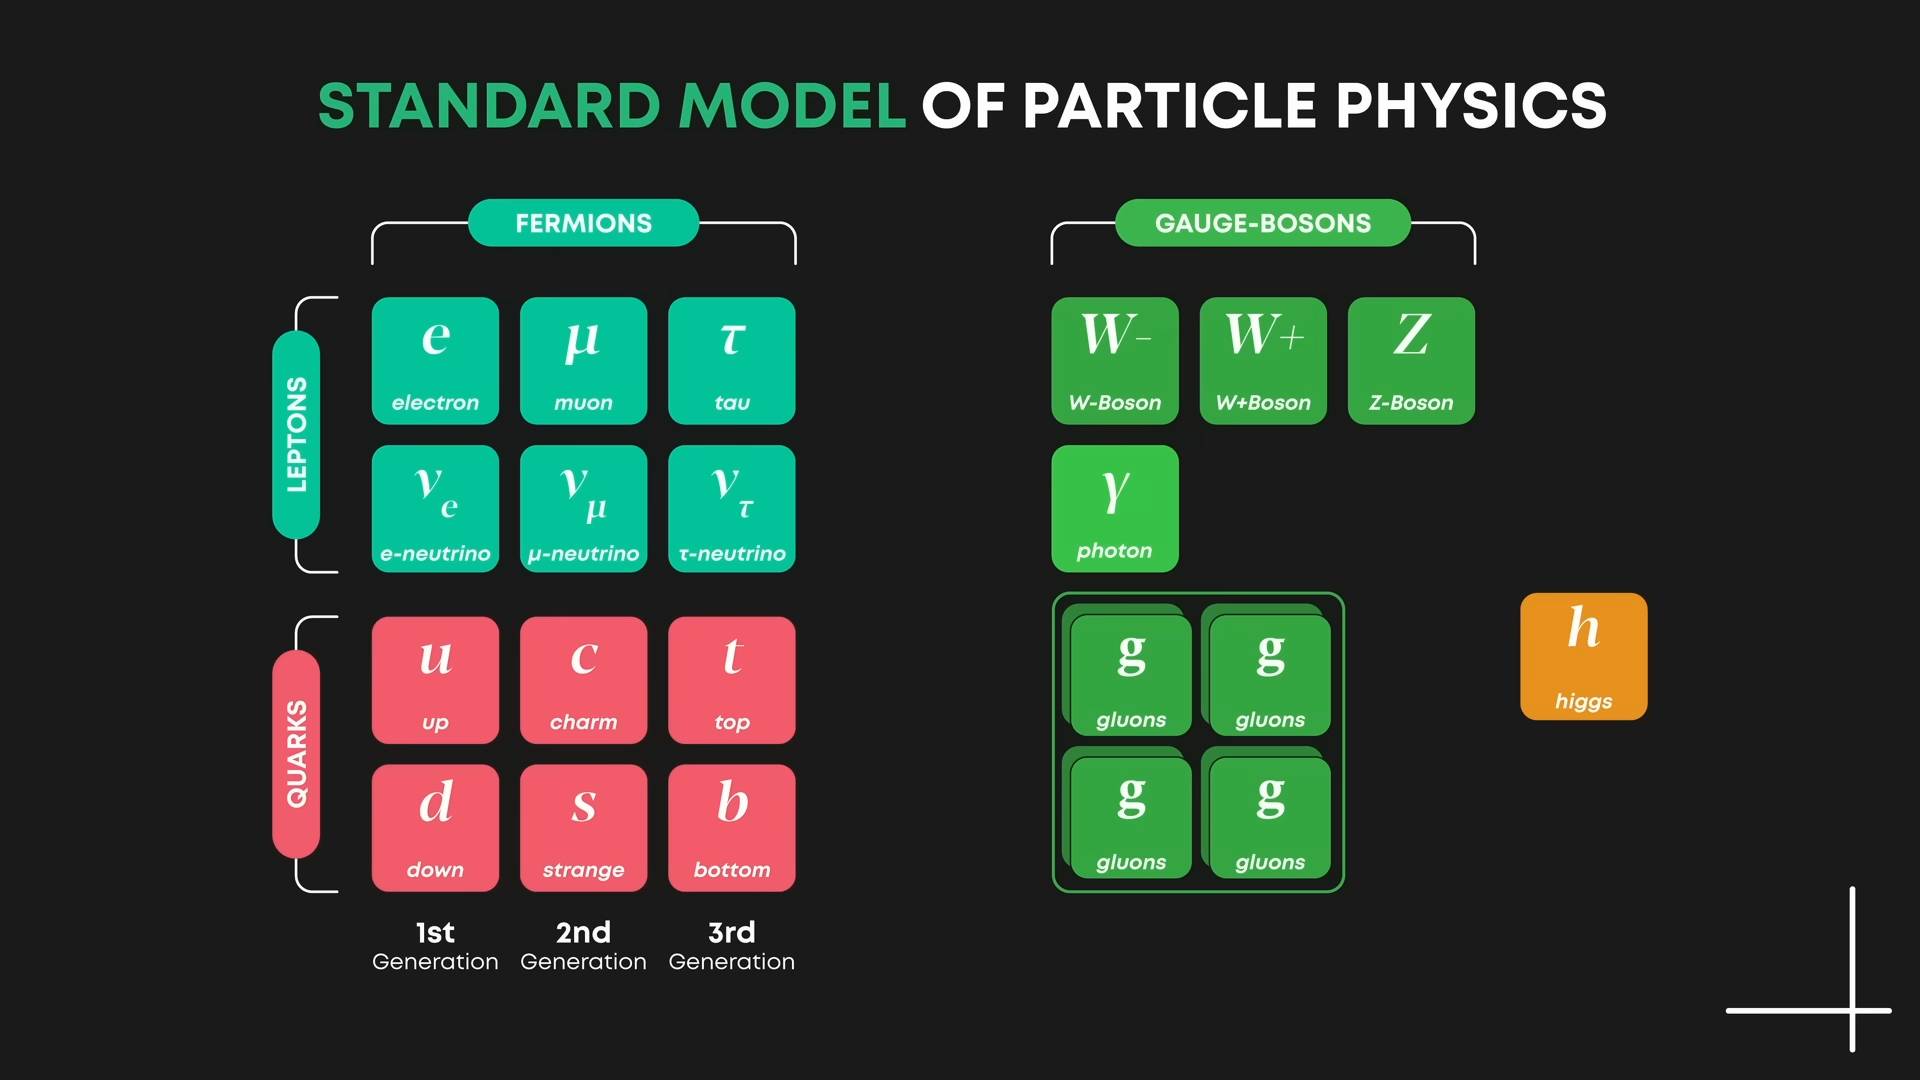 STANDARD MODEL OF PARTICLE PHYSICS
FERMIONS
LEPTONS
e
electron
μ
muon
τ
tau
νe
e-neutrino
νμ
μ-neutrino
ντ
τ-neutrino
QUARKS
u
up
c
charm
t
top
d
down
s
strange
b
bottom
1st
Generation
2nd
Generation
3rd
Generation
GAUGE-BOSONS
W-
W-Boson
W+
W+Boson
Z
Z-Boson
γ
photon
g
gluons
g
gluons
g
gluons
g
gluons
h
higgs